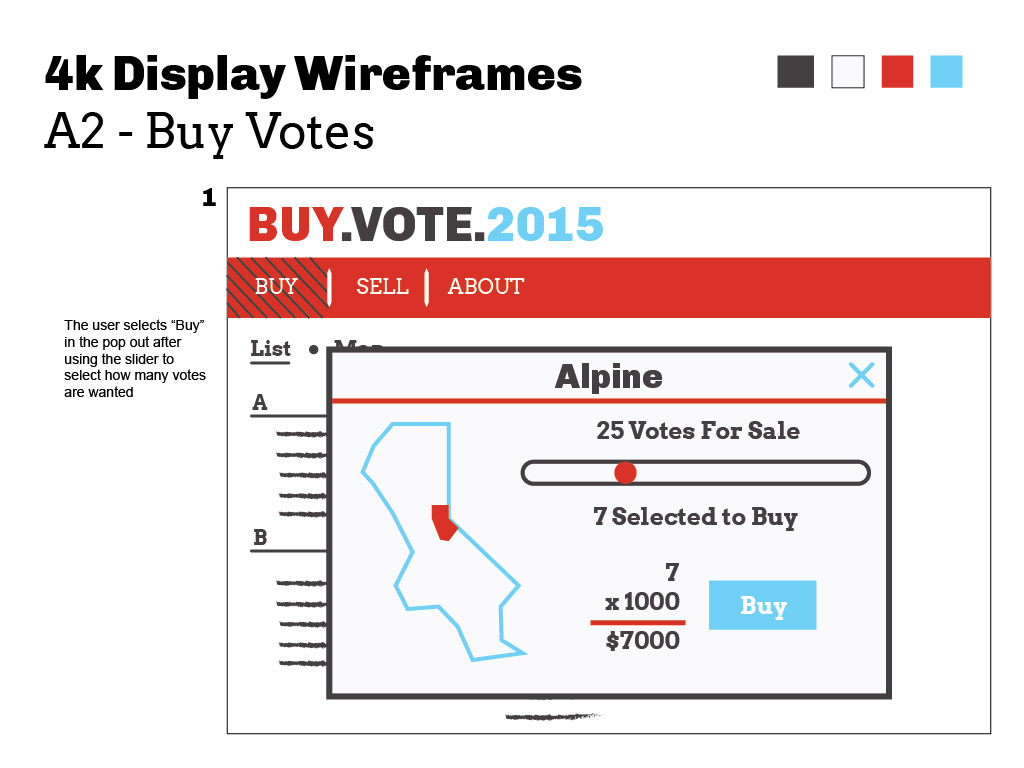 4k Display Wireframes
A2 - Buy Votes
1
BUY.VOTE.2015
BUY
SELL
ABOUT
The user selects “Buy”
in the pop out after
using the slider to
select how many votes
are wanted
List • Map
A
B
Alpine
25 Votes For Sale
7 Selected to Buy
7
x 1000
$7000
Buy